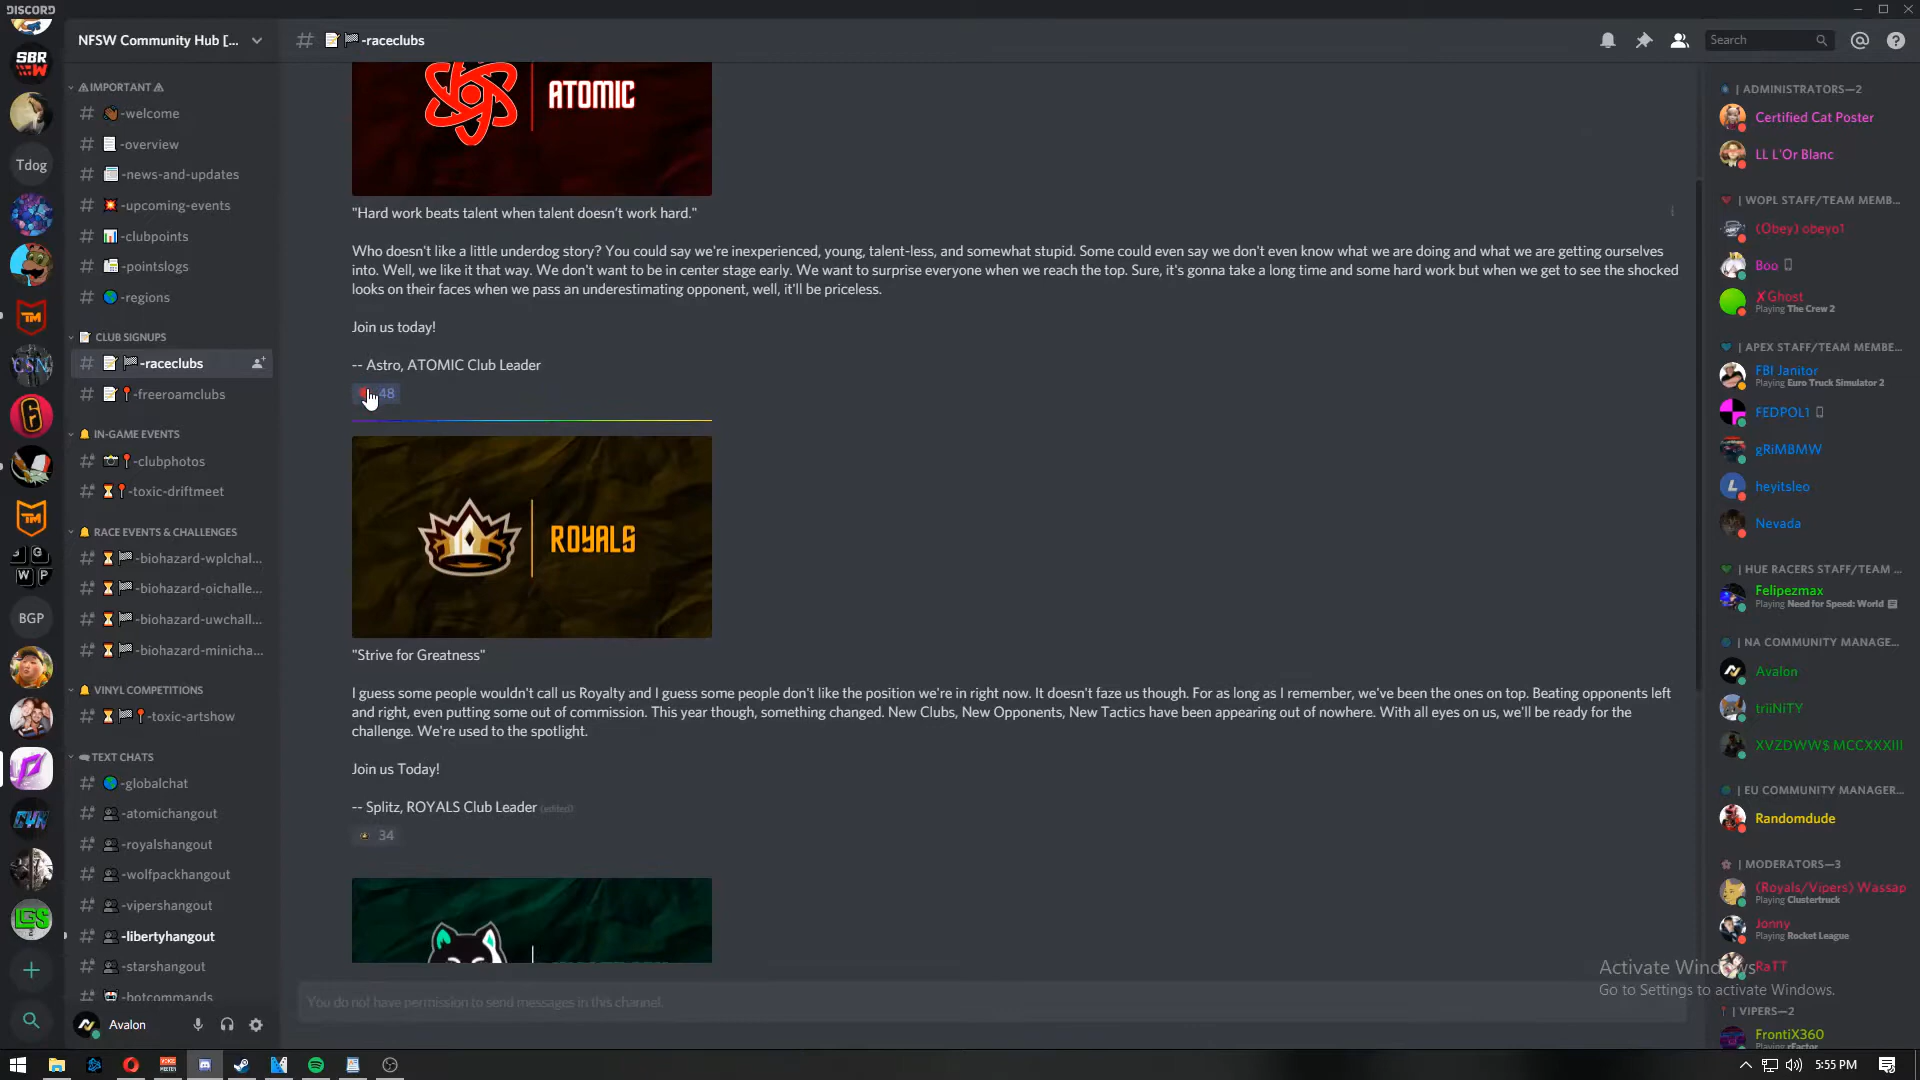 DISCORD
NFSW Community Hub [...
-raceclubs
Search
SBR
W
Tdog
TM
CSN
TM
G
W P
BGP
LGS
2
IMPORTANT
-welcome
-overview
-news-and-updates
-upcoming-events
-clubpoints
-pointslogs
-regions
CLUB SIGNUPS
-raceclubs
-freeroamclubs
IN-GAME EVENTS
-clubphotos
-toxic-driftmeet
RACE EVENTS & CHALLENGES
-biohazard-wplchal...
-biohazard-oichalle...
-biohazard-uwchall...
-biohazard-minicha...
VINYL COMPETITIONS
-toxic-artshow
TEXT CHATS
-globalchat
-atomichangout
-royalshangout
-wolfpackhangout
-vipershangout
-libertyhangout
-starshangout
-botcommands
Avalon
ATOMIC
"Hard work beats talent when talent doesn't work hard."
Who doesn't like a little underdog story? You could say we're inexperienced, young, talent-less, and somewhat stupid. Some could even say we don't even know what we are doing and what we are getting ourselves
into. Well, we like it that way. We don't want to be in center stage early. We want to surprise everyone when we reach the top. Sure, it's gonna take a long time and some hard work but when we get to see the shocked
looks on their faces when we pass an underestimating opponent, well, it'll be priceless.
Join us today!
-- Astro, ATOMIC Club Leader
48
ROYALS
"Strive for Greatness"
I guess some people wouldn't call us Royalty and I guess some people don't like the position we're in right now. It doesn't faze us though. For as long as I remember, we've been the ones on top. Beating opponents left
and right, even putting some out of commission. This year though, something changed. New Clubs, New Opponents, New Tactics have been appearing out of nowhere. With all eyes on us, we'll be ready for the
challenge. We're used to the spotlight.
Join us Today!
-- Splitz, ROYALS Club Leader (edited)
34
You do not have permission to send messages in this channel.
| ADMINISTRATORS—2
Certified Cat Poster
LL L'Or Blanc
| WOPL STAFF/TEAM MEMB...
(Obey) obeyo1
Boo
✘Ghost
Playing The Crew 2
| APEX STAFF/TEAM MEMBE...
FBI Janitor
Playing Euro Truck Simulator 2
FEDPOL1
gRiMBMW
heyitsleo
Nevada
| HUE RACERS STAFF/TEAM ...
Felipezmax
Playing Need for Speed: World
| NA COMMUNITY MANAGE...
Avalon
triiNiTY
XVZDWW$ MCCXXXIII
| EU COMMUNITY MANAGER...
Randomdude
| MODERATORS—3
(Royals/Vipers) Wassap
Playing Clustertruck
Jonny
Playing Rocket League
RaTT
| VIPERS—2
FrontiX360
Playing rFactor
Activate Windows
Go to Settings to activate Windows.
5:55 PM